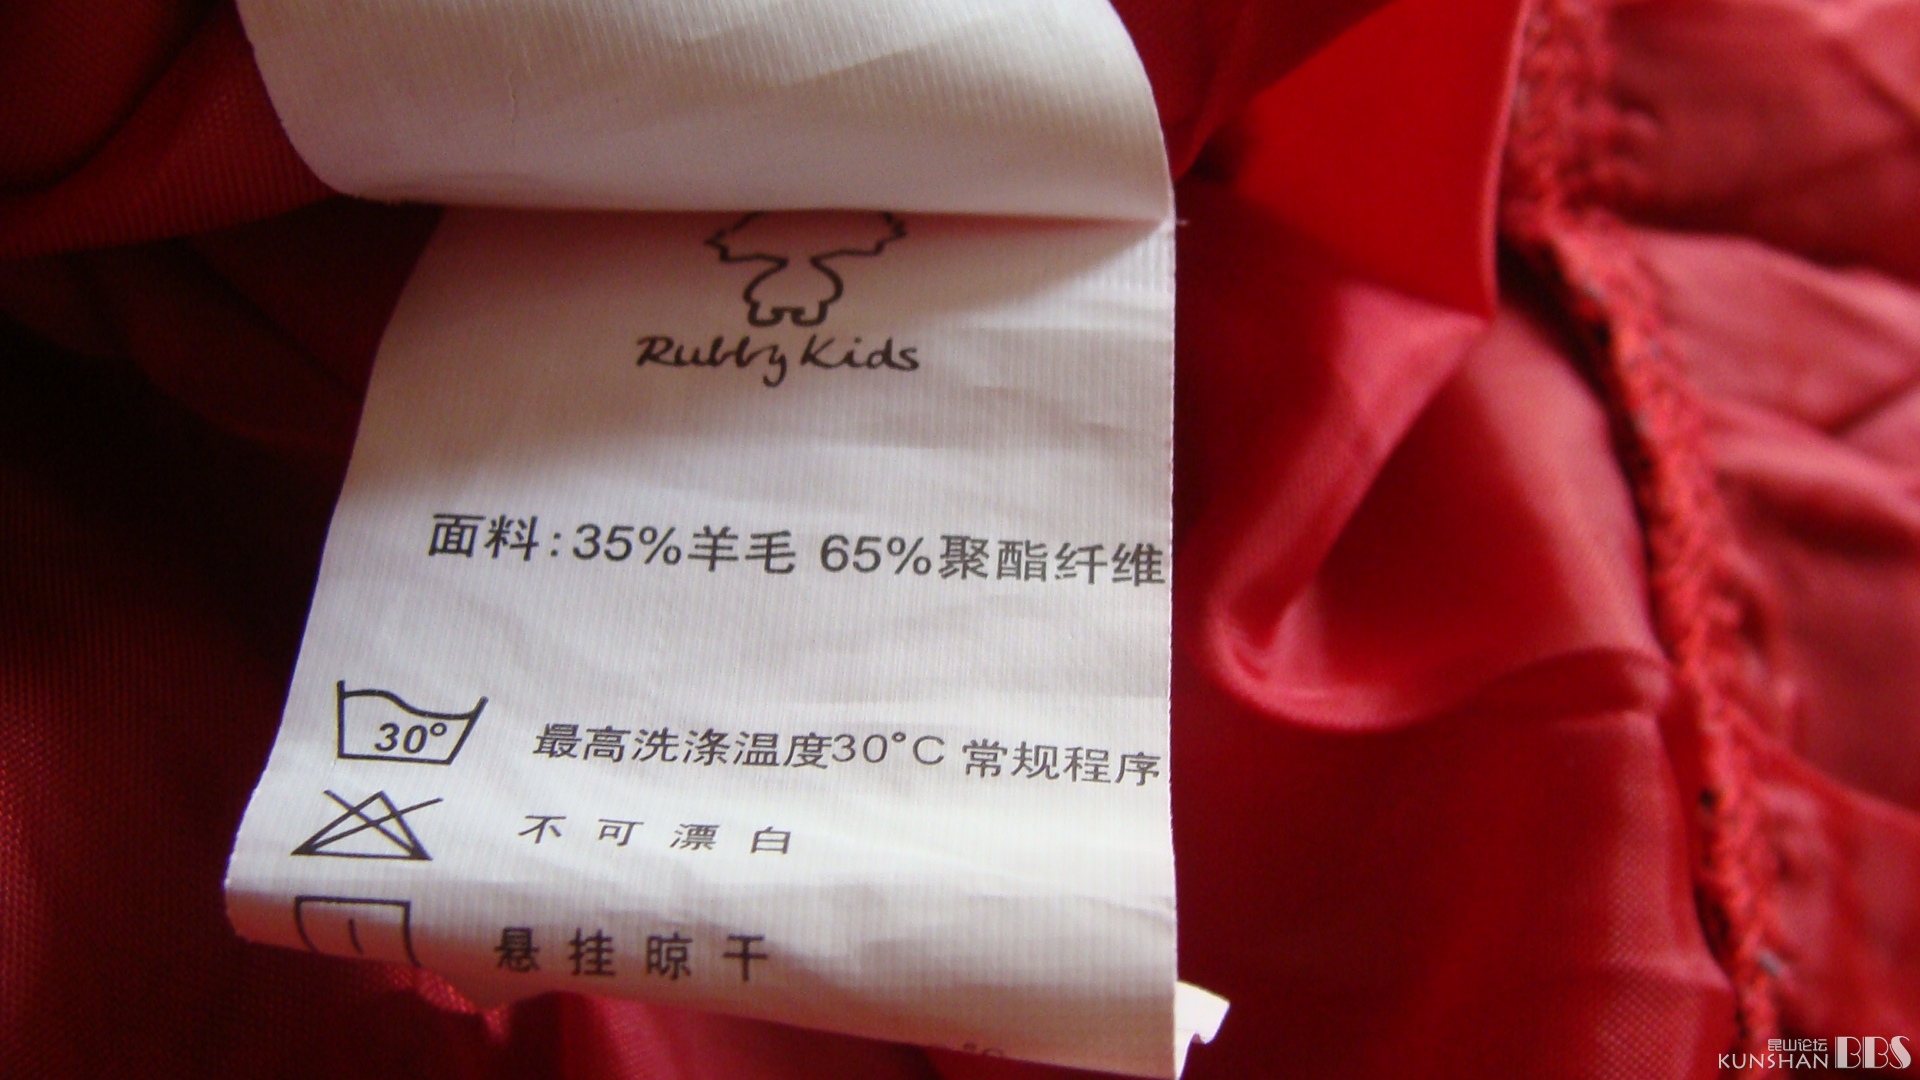 Rubby Kids
面料:35%羊毛 65%聚酯纤维
30°
最高洗涤温度30°C 常规程序
不可漂白
悬挂晾干
昆山论坛
KUNSHAN BBS